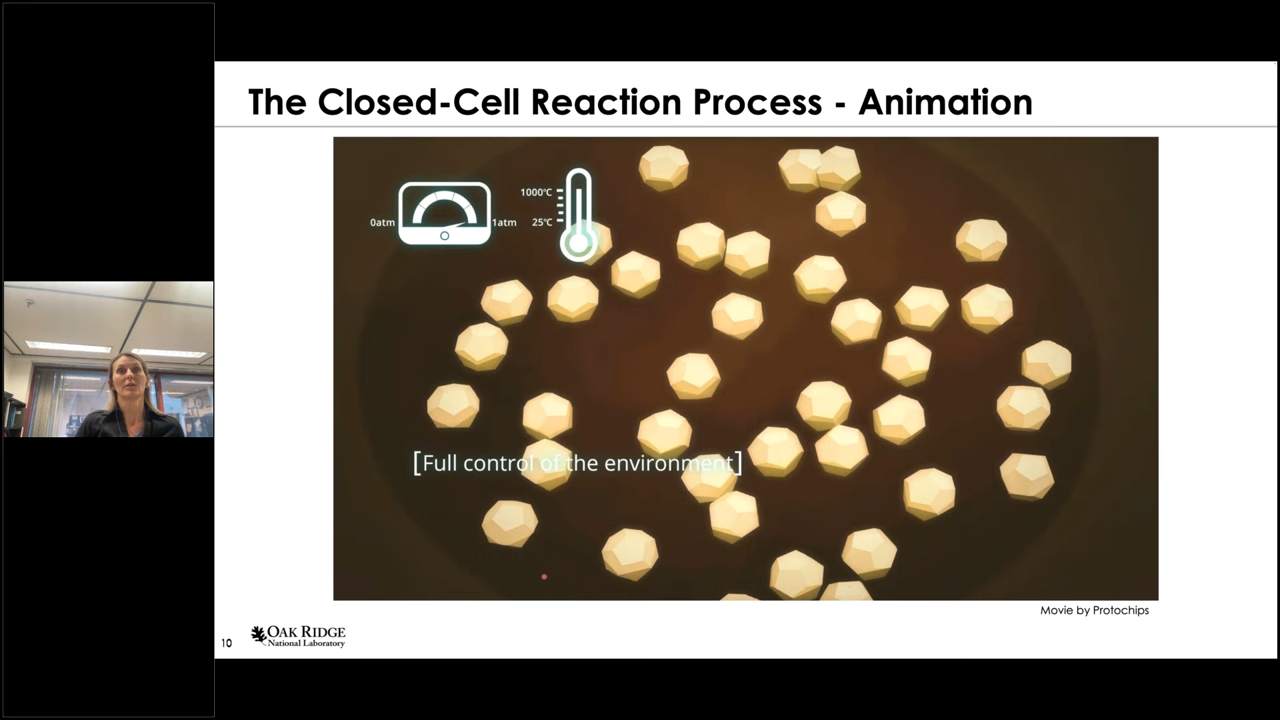 The Closed-Cell Reaction Process - Animation
1000°C
0atm
1atm
25°C
[Full control of the environment]
Movie by Protochips
10
OAK RIDGE
National Laboratory